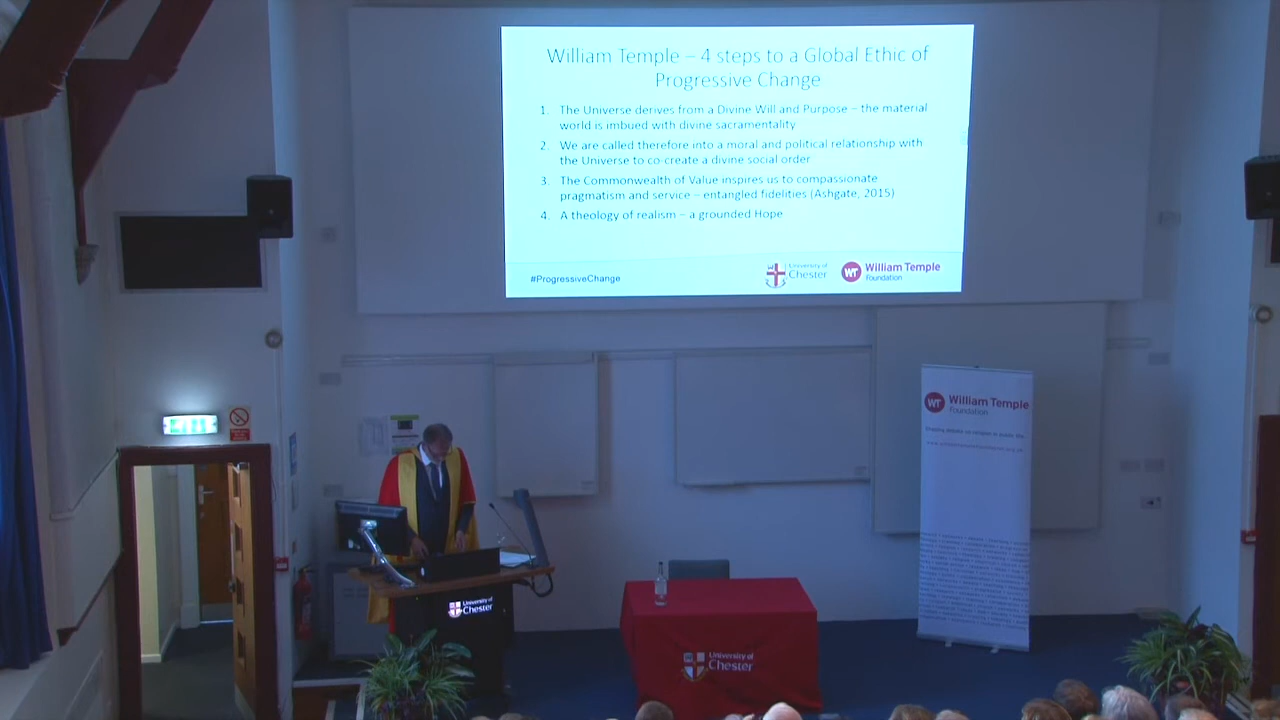 William Temple – 4 steps to a Global Ethic of
Progressive Change
1. The Universe derives from a Divine Will and Purpose – the material
world is imbued with divine sacramentality
2. We are called therefore into a moral and political relationship with
the Universe to co-create a divine social order
3. The Commonwealth of Value inspires us to compassionate
pragmatism and service – entangled fidelities (Ashgate, 2015)
4. A theology of realism – a grounded Hope
#ProgressiveChange
University of
Chester
WT
William Temple
Foundation
WT
William Temple
Foundation
University of
Chester
University of
Chester